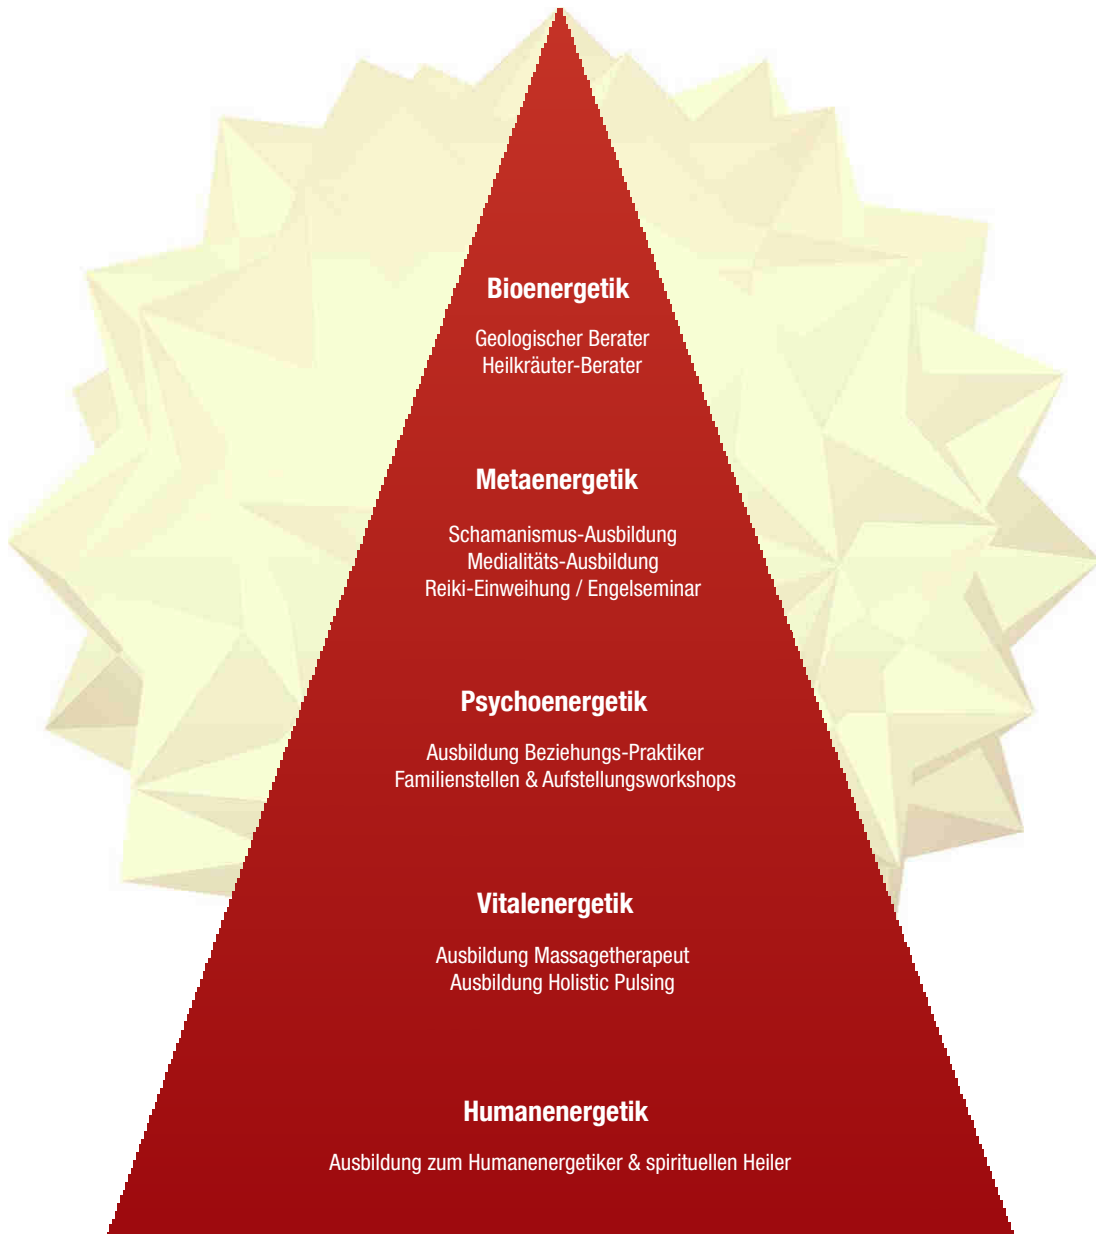 Bioenergetik
Geologischer Berater
Heilkräuter-Berater
Metaenergetik
Schamanismus-Ausbildung
Medialitäts-Ausbildung
Reiki-Einweihung / Engelseminar
Psychoenergetik
Ausbildung Beziehungs-Praktiker
Familienstellen & Aufstellungsworkshops
Vitalenergetik
Ausbildung Massagetherapeut
Ausbildung Holistic Pulsing
Humanenergetik
Ausbildung zum Humanenergetiker & spirituellen Heiler